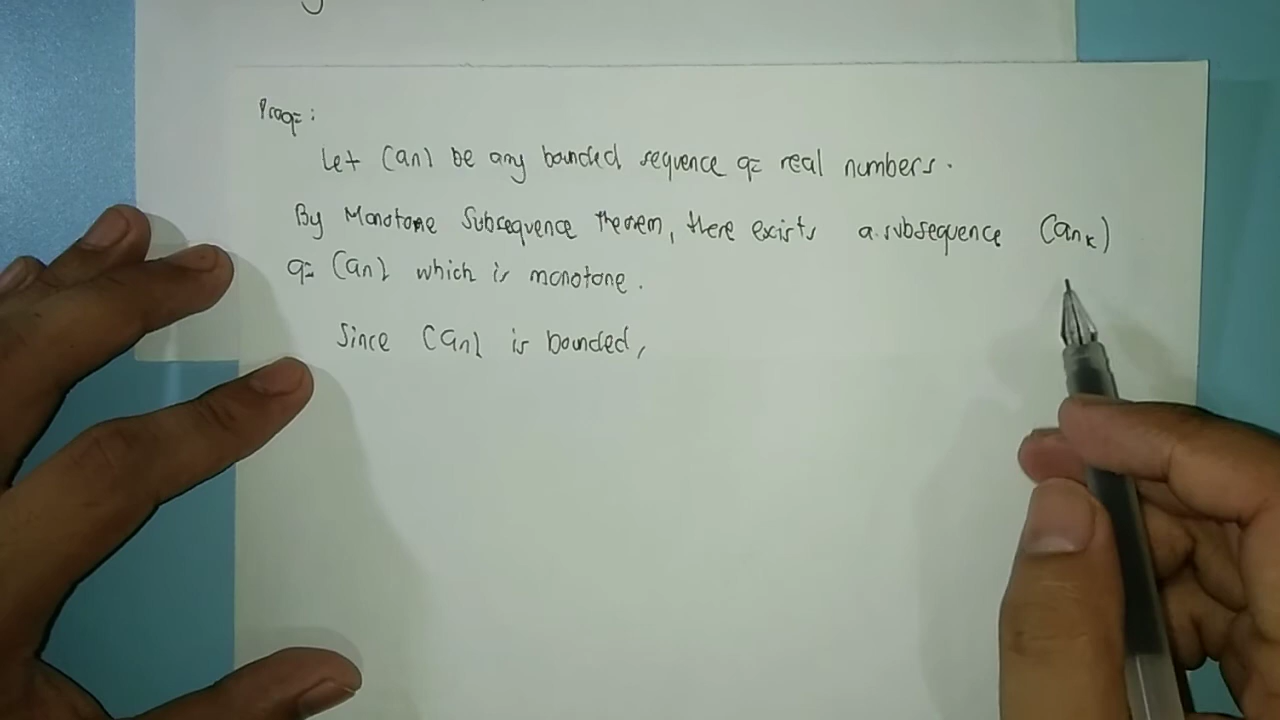 Proof:
Let (an) be any bounded sequence of real numbers.
By Monotone Subsequence Theorem, there exists a subsequence (ank)
of (an) which is monotone.
Since (an) is bounded,